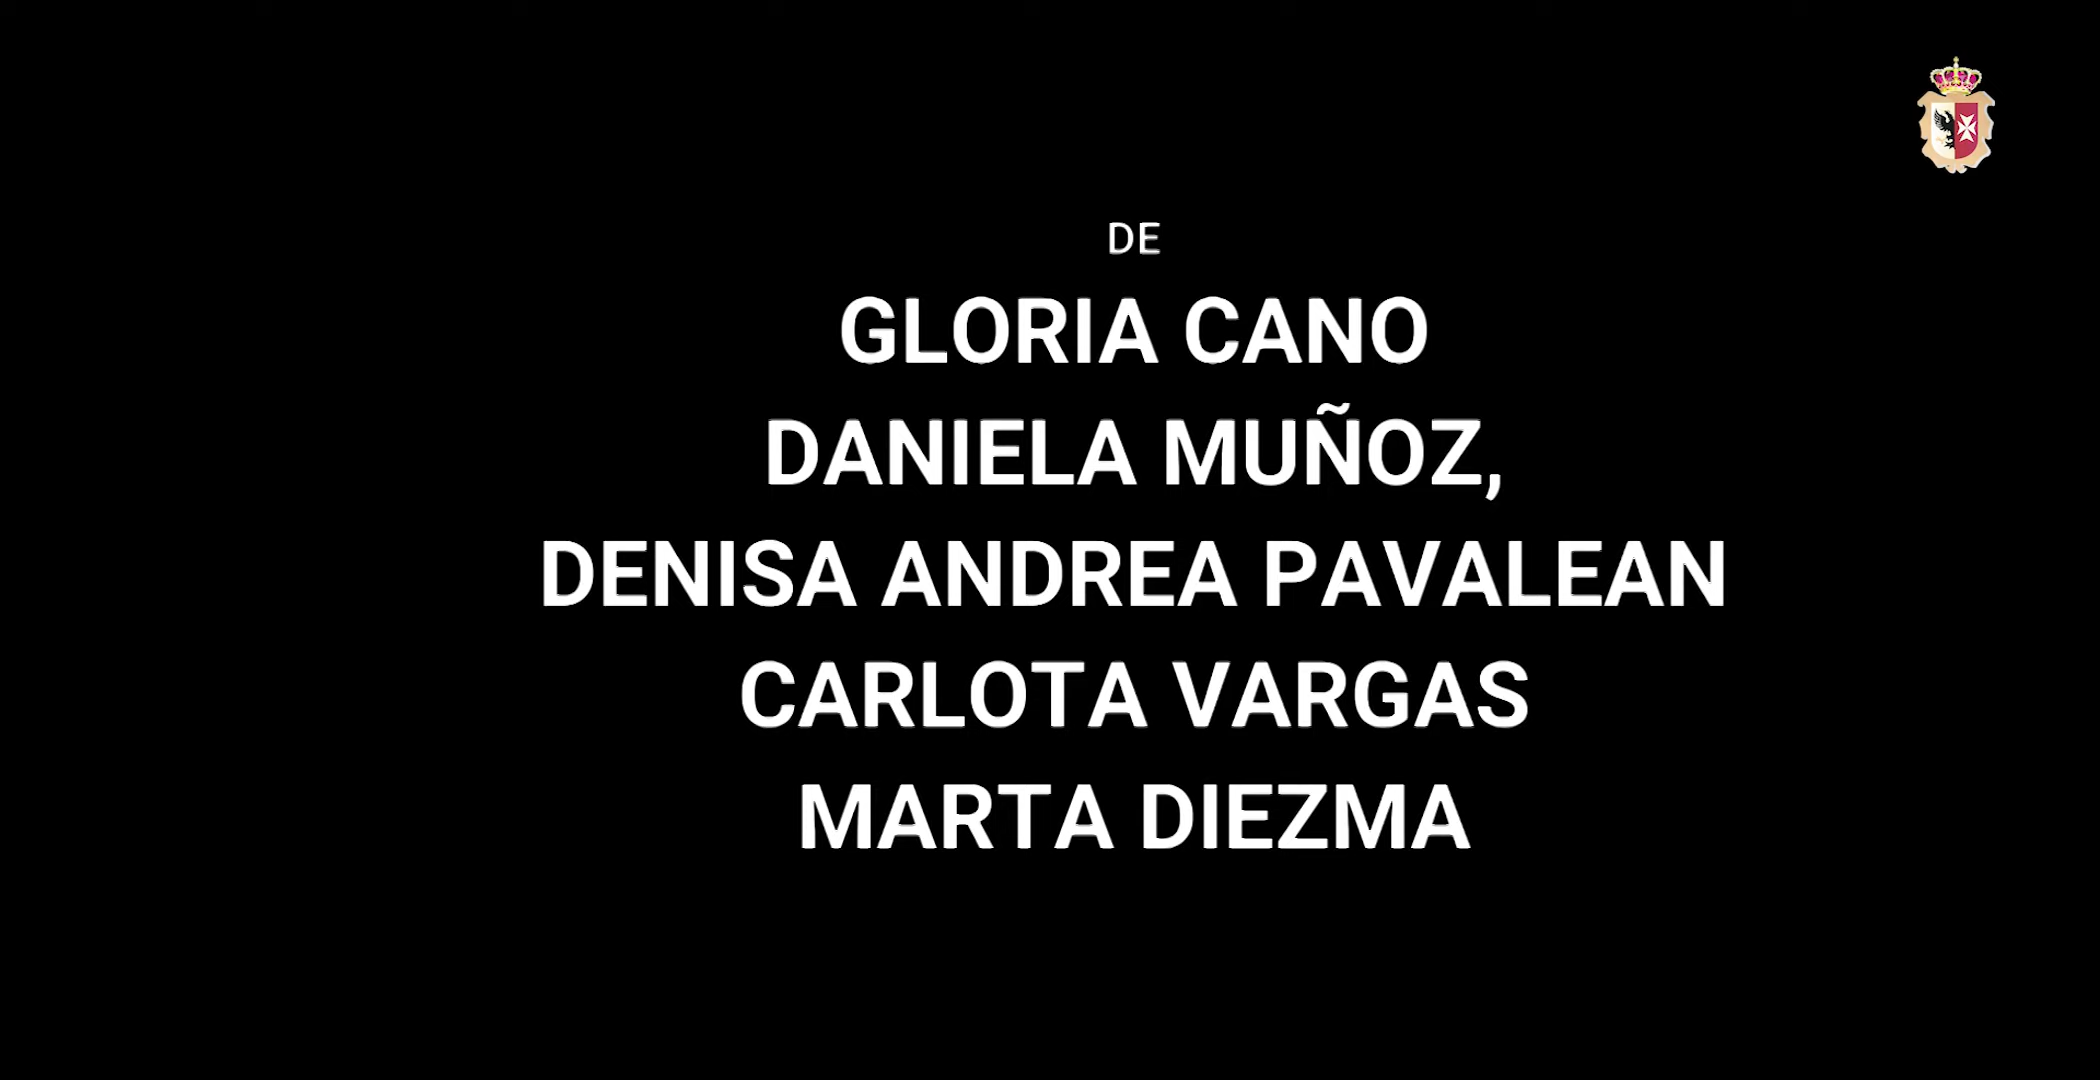 DE
GLORIA CANO
DANIELA MUÑOZ,
DENISA ANDREA PAVALEAN
CARLOTA VARGAS
MARTA DIEZMA